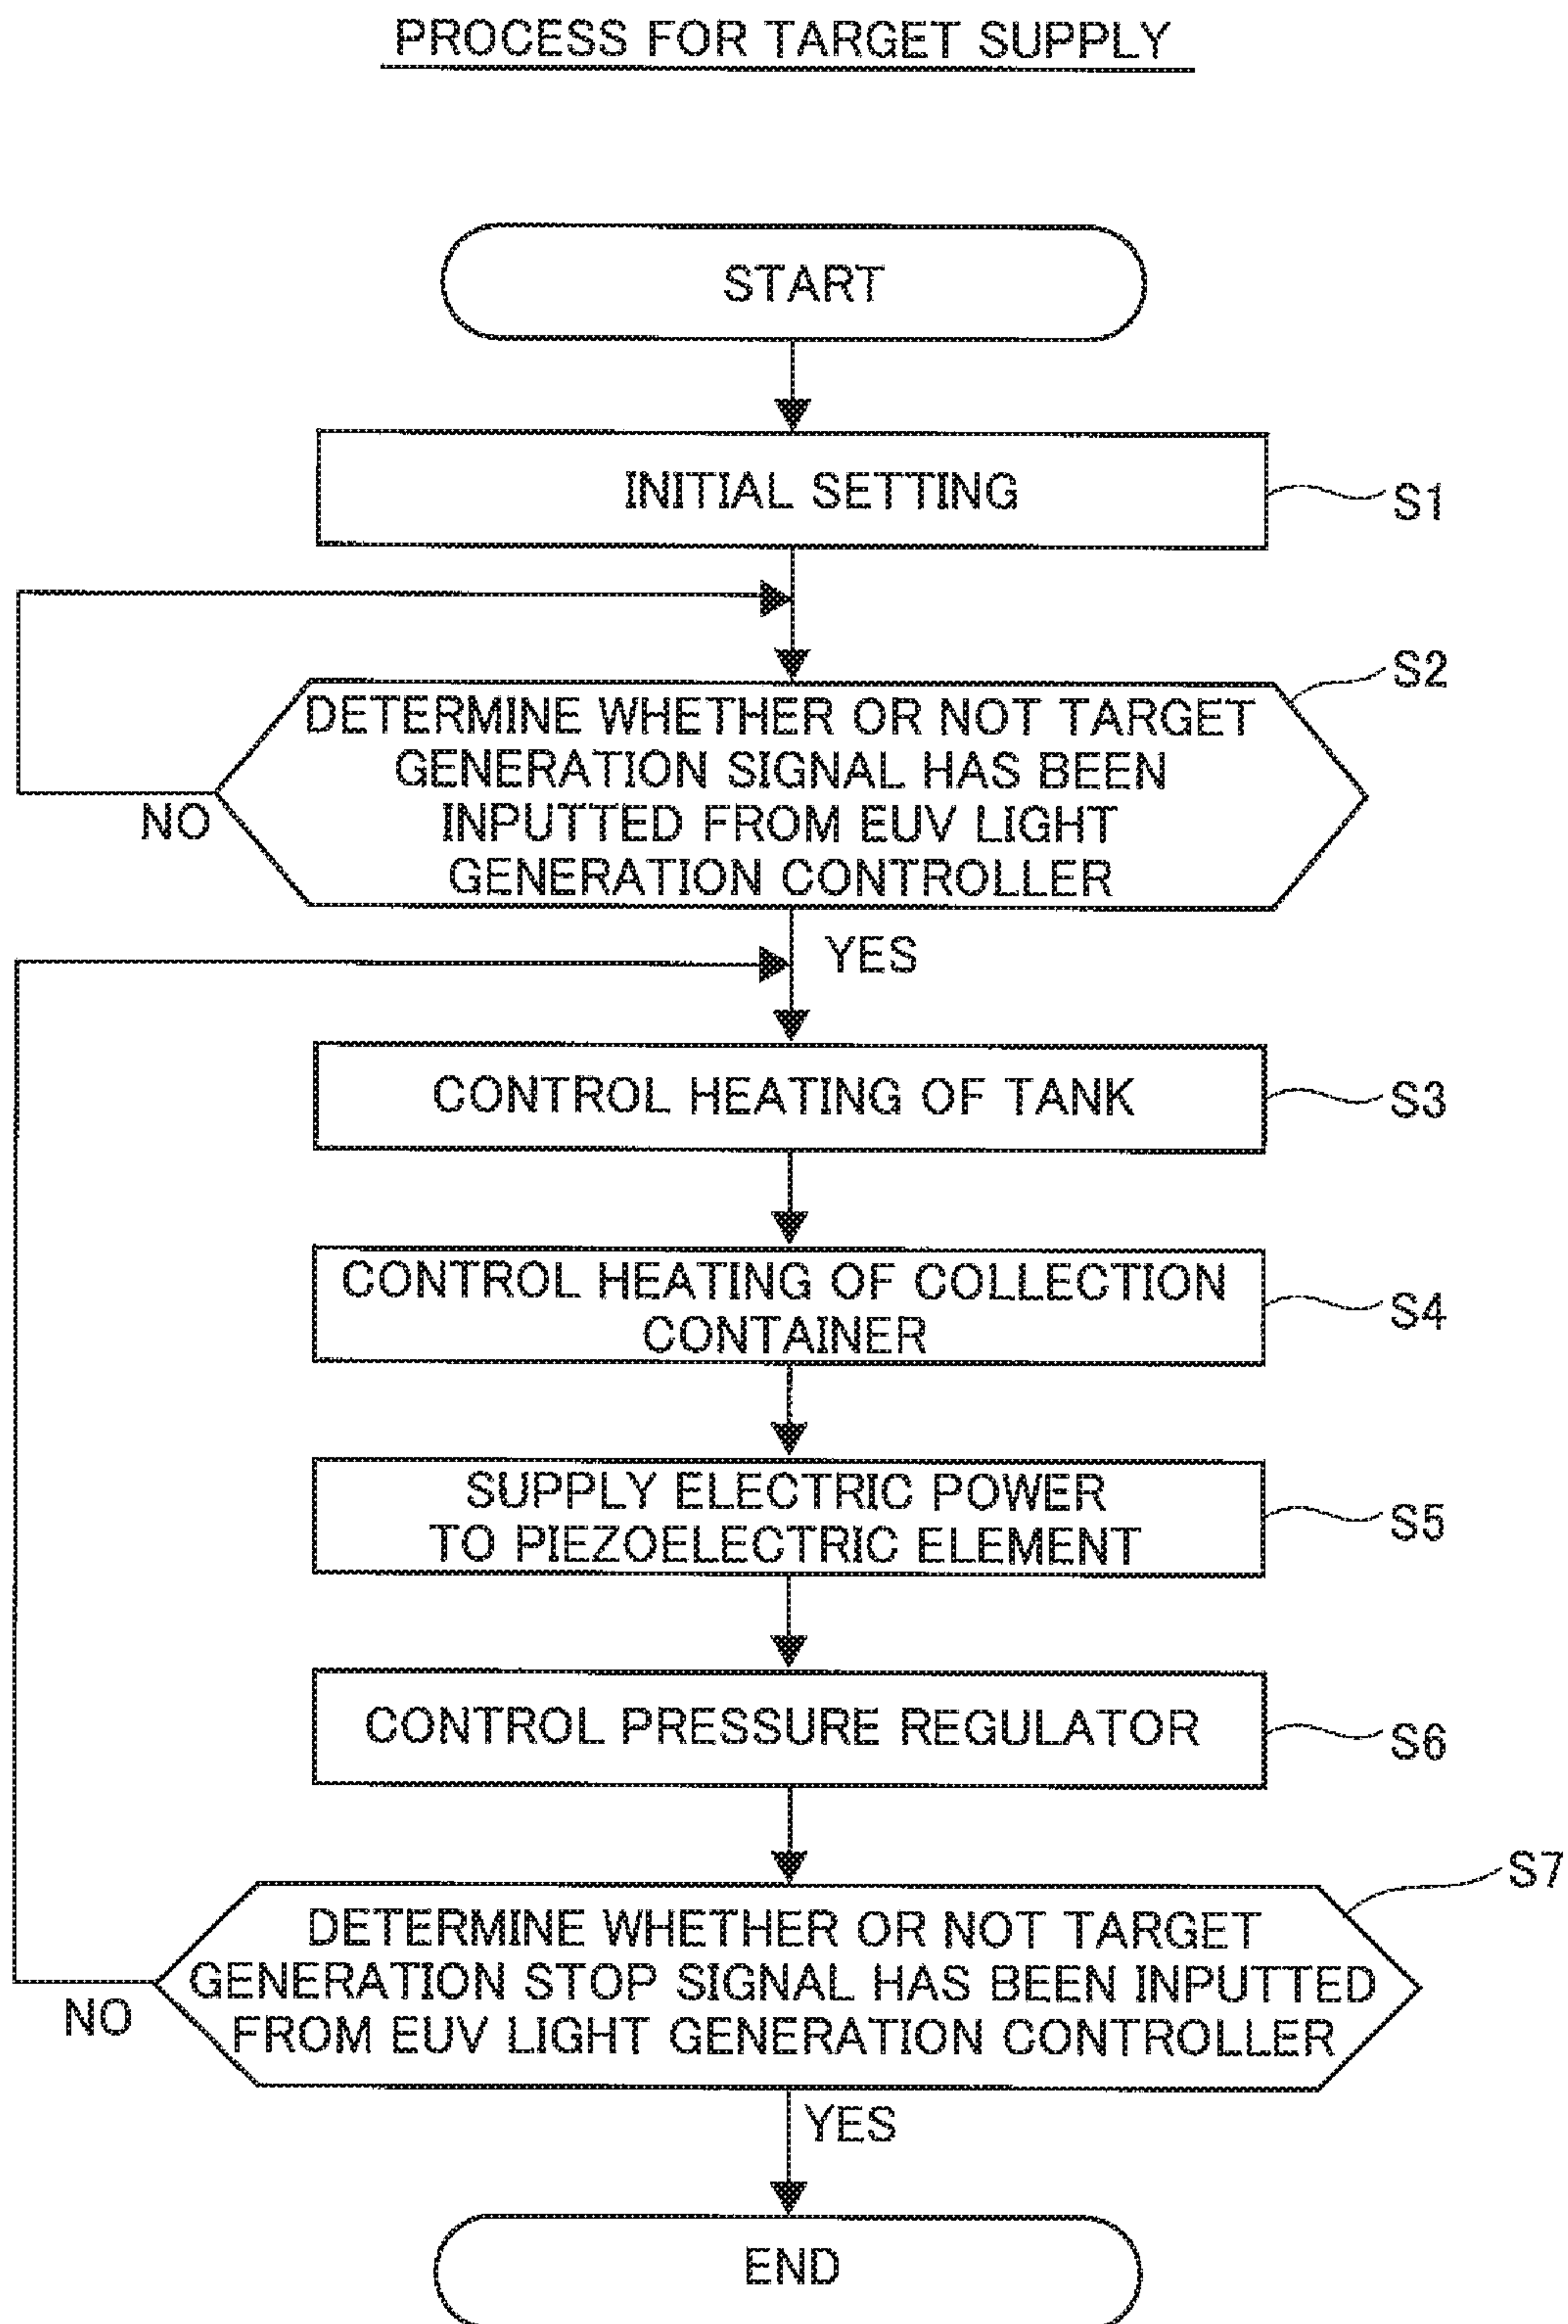 PROCESS FOR TARGET SUPPLY
START
INITIAL SETTING
S1
S2
DETERMINE WHETHER OR NOT TARGET
GENERATION SIGNAL HAS BEEN
INPUTTED FROM EUV LIGHT
GENERATION CONTROLLER
NO
YES
CONTROL HEATING OF TANK
S3
CONTROL HEATING OF COLLECTION
CONTAINER
S4
SUPPLY ELECTRIC POWER
TO PIEZOELECTRIC ELEMENT
S5
CONTROL PRESSURE REGULATOR
S6
S7
DETERMINE WHETHER OR NOT TARGET
GENERATION STOP SIGNAL HAS BEEN INPUTTED
FROM EUV LIGHT GENERATION CONTROLLER
NO
YES
END